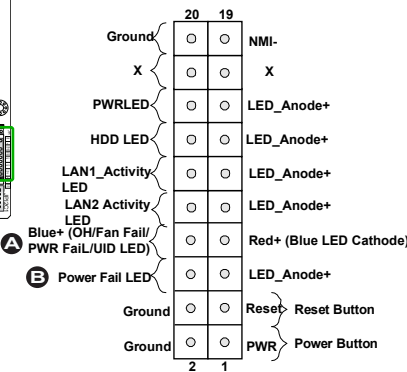 20 19
Ground NMI-
X X
PWRLED LED_Anode+
HDD LED LED_Anode+
LAN1_Activity LED_Anode+
LED
LAN2 Activity LED_Anode+
LED
A Blue+ (OH/Fan Fail/ Red+ (Blue LED Cathode)
PWR FaiL/UID LED)
B Power Fail LED LED_Anode+
Ground Reset Reset Button
Ground PWR Power Button
2 1